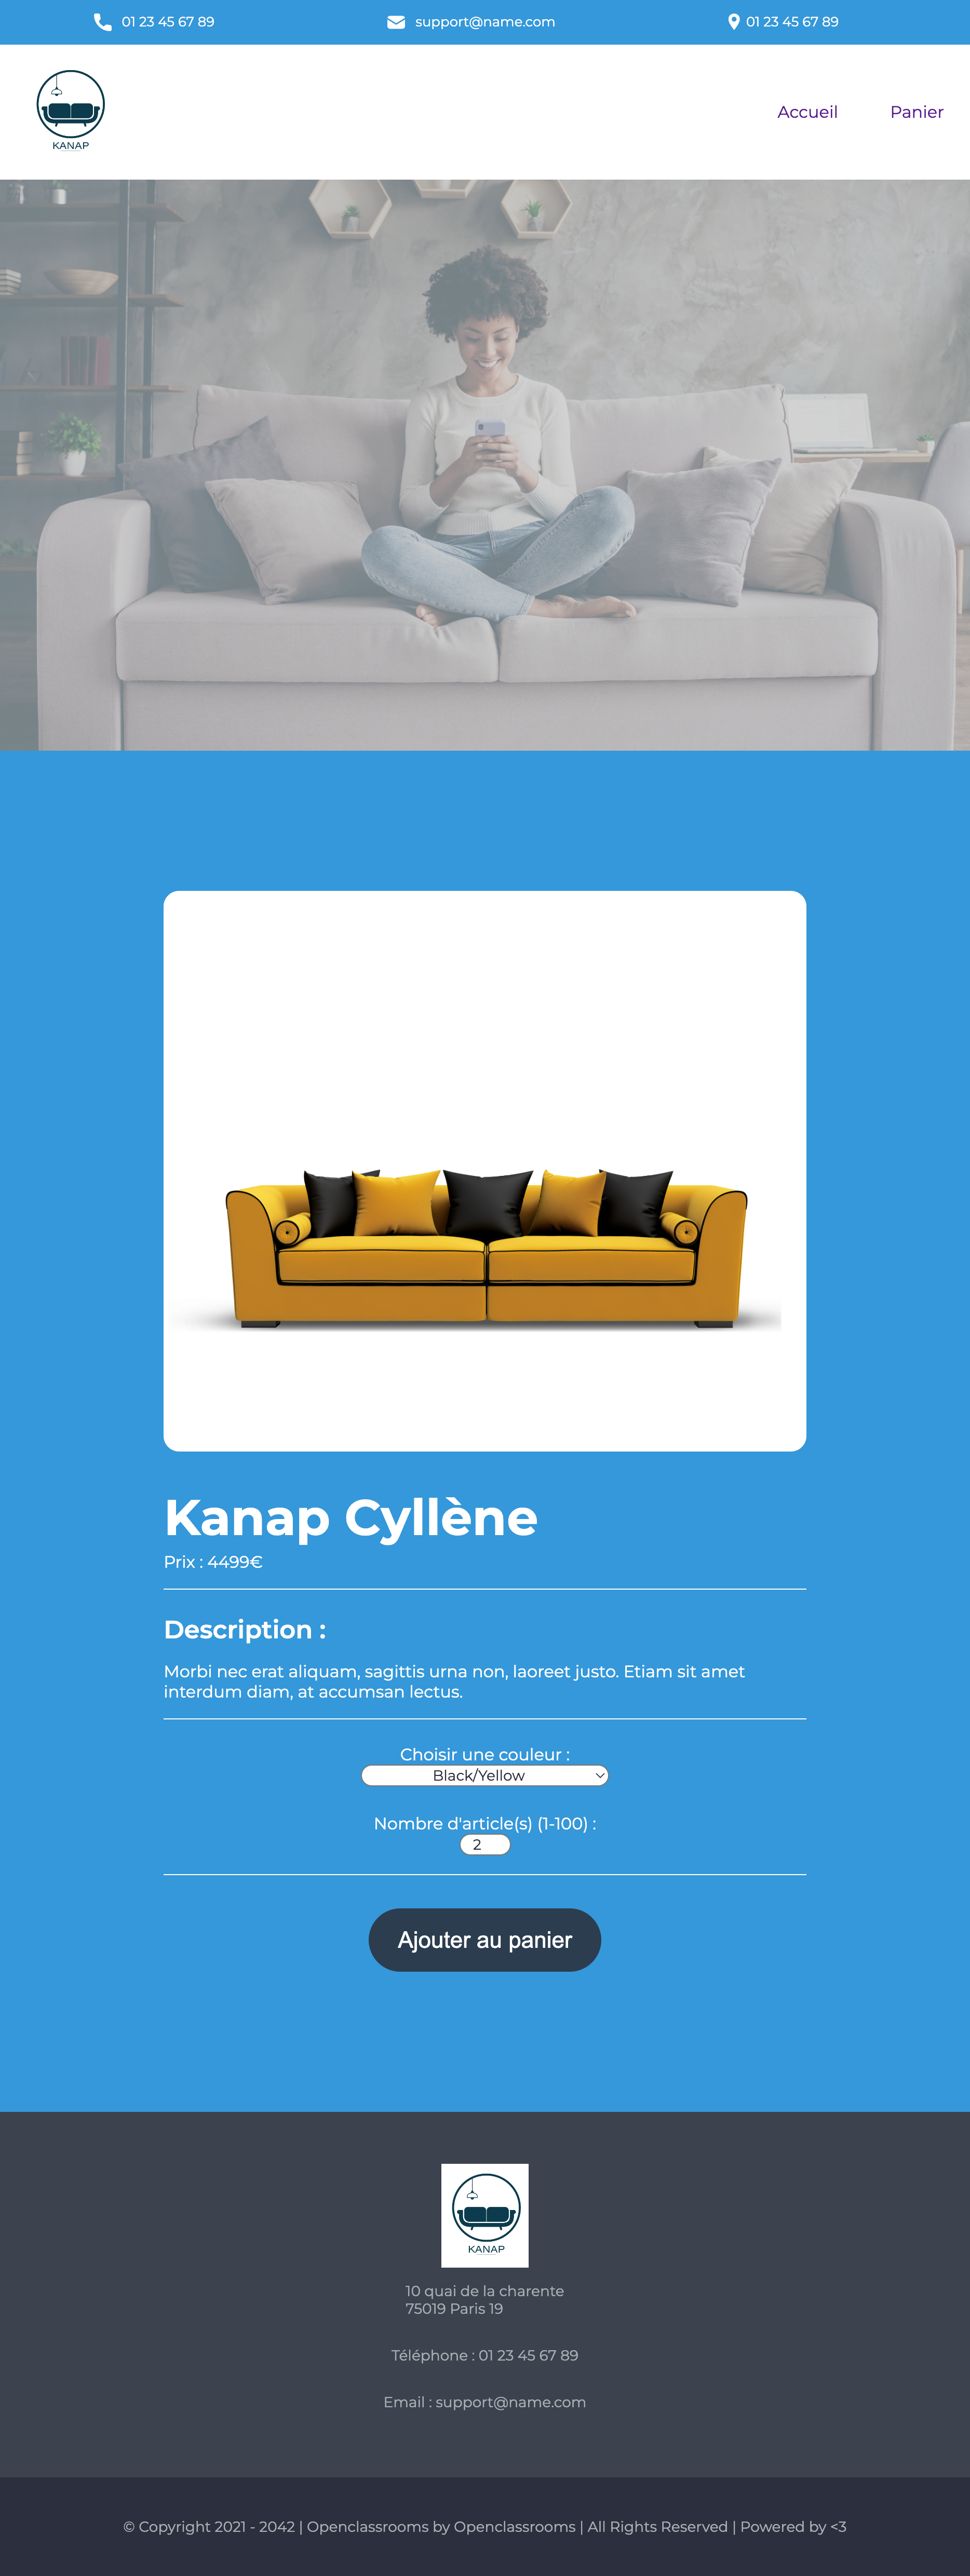 01 23 45 67 89
support@name.com
01 23 45 67 89
KANAP
Accueil
Panier
Kanap Cyllène
Prix : 4499€
Description :
Morbi nec erat aliquam, sagittis urna non, laoreet justo. Etiam sit amet
interdum diam, at accumsan lectus.
Choisir une couleur :
Black/Yellow
Nombre d'article(s) (1-100) :
2
Ajouter au panier
KANAP
10 quai de la charente
75019 Paris 19
Téléphone : 01 23 45 67 89
Email : support@name.com
© Copyright 2021 - 2042 | Openclassrooms by Openclassrooms | All Rights Reserved | Powered by <3